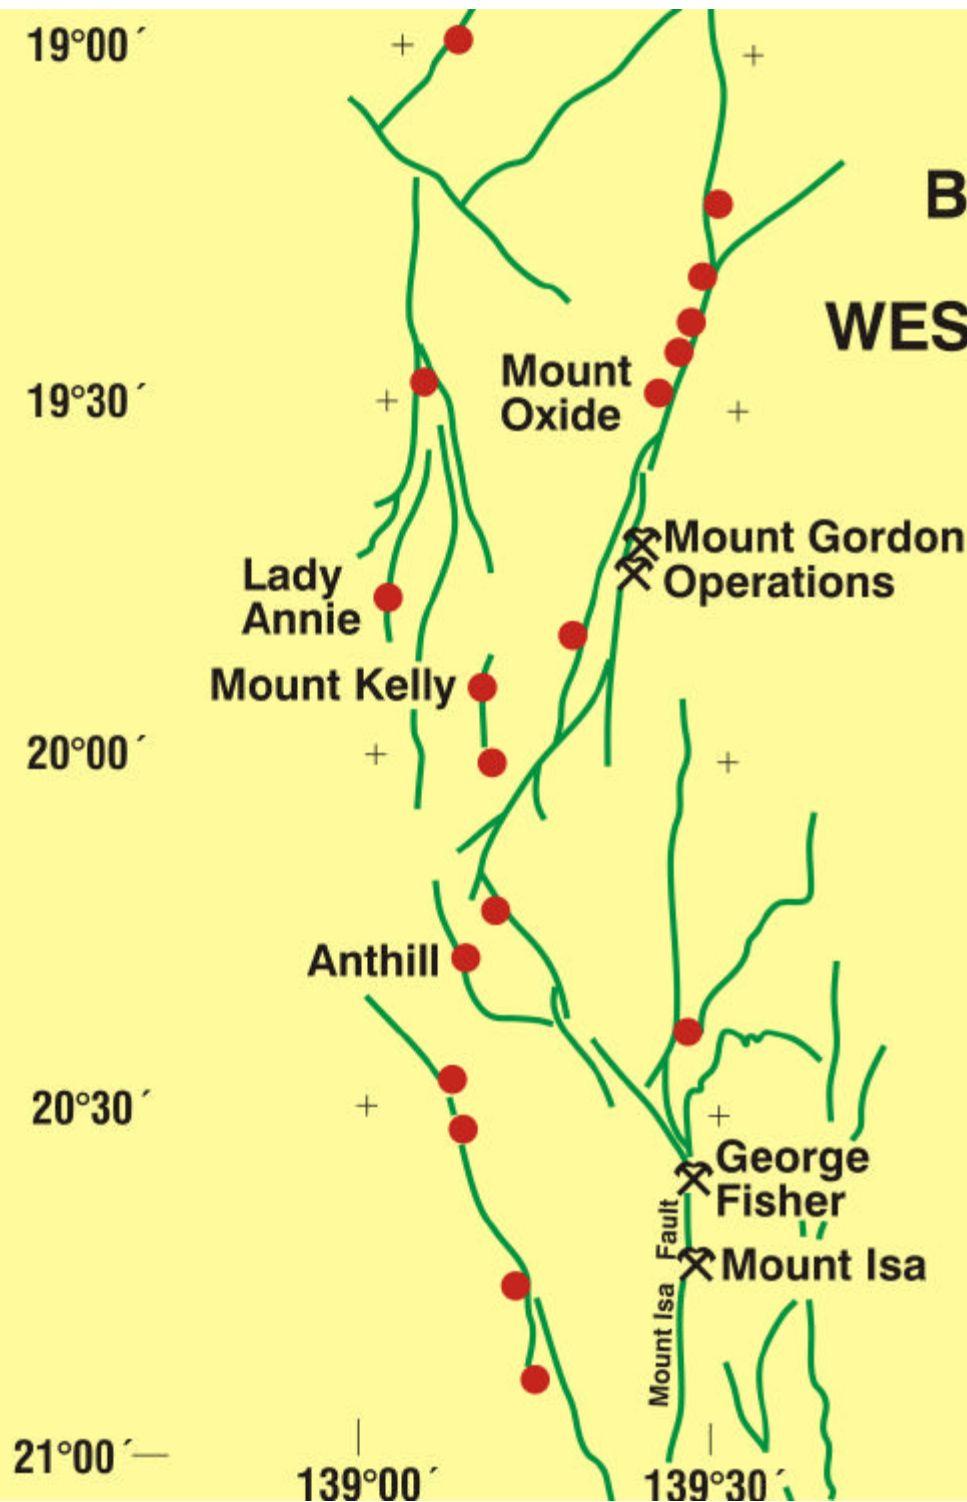 19°00´
B
WES
19°30´
Mount
Oxide
Mount Gordon
Operations
Lady
Annie
Mount Kelly
20°00´
Anthill
20°30´
George
Fisher
Mount Isa
Mount Isa Fault
21°00´
139°00´
139°30´